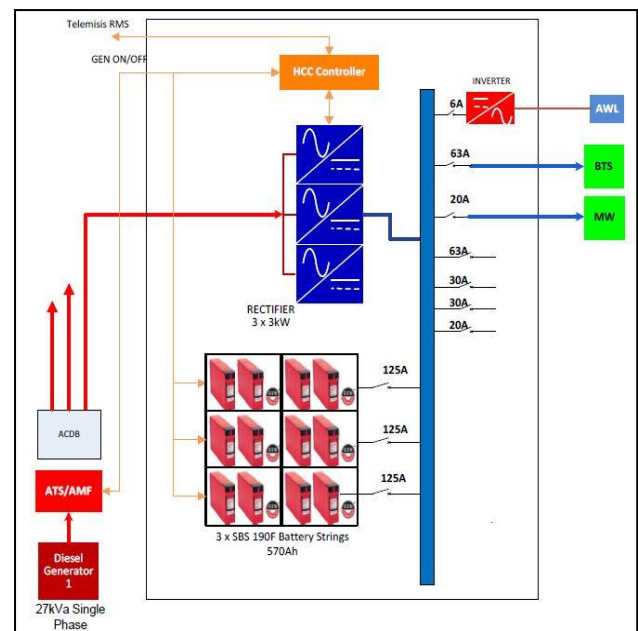 Telemisis RMS
GEN ON/OFF
HCC Controller
INVERTER
6A
AWL
63A
BTS
20A
MW
63A
30A
30A
20A
RECTIFIER
3 x 3kW
125A
125A
125A
3 x SBS 190F Battery Strings
570Ah
ACDB
ATS/AMF
Diesel
Generator
1
27kVa Single
Phase